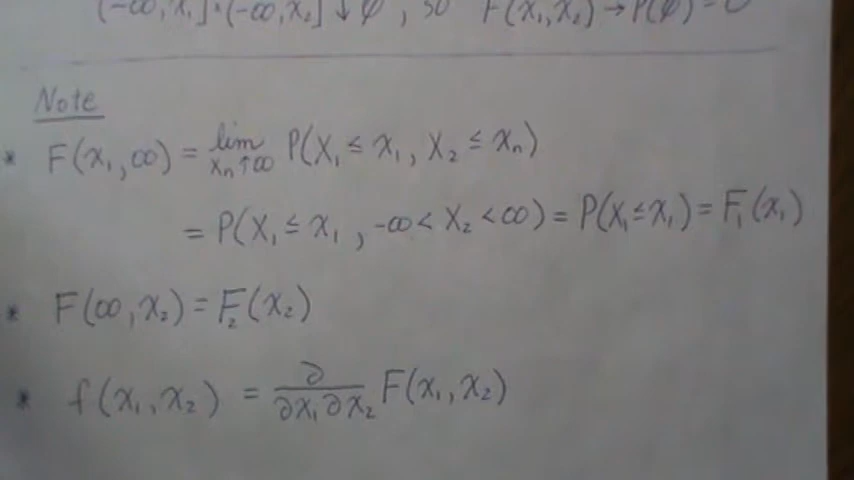 (-∞, x₁]×(-∞, x₂] ↓ φ, so F(x₁, x₂) → P(φ) = 0
Note
* F(x₁, ∞) = lim xₙ↑∞ P(X₁ ≤ x₁, X₂ ≤ xₙ)
= P(X₁ ≤ x₁, -∞ < X₂ < ∞) = P(X₁ ≤ x₁) = F₁(x₁)
* F(∞, x₂) = F₂(x₂)
* f(x₁, x₂) = ∂/∂x₁∂x₂ F(x₁, x₂)